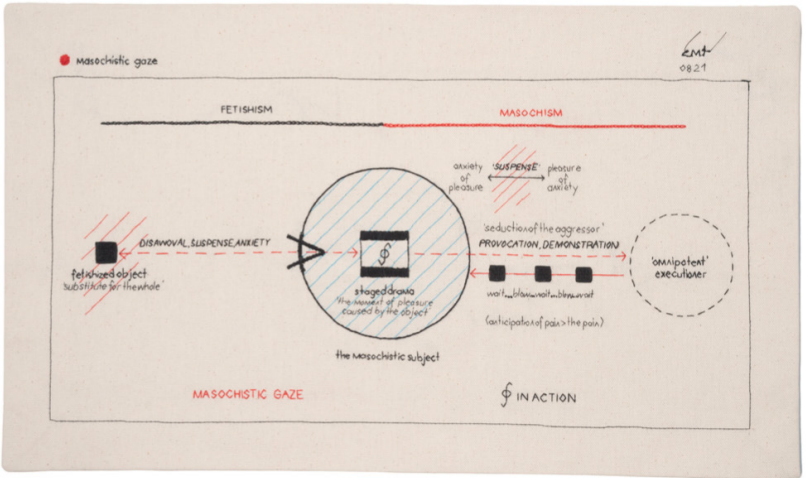 masochistic gaze
EMT
0821
FETISHISM
MASOCHISM
anxiety
of
pleasure
'SUSPENSE'
pleasure
of
anxiety
DISAVOWAL, SUSPENSE, ANXIETY
fetishized object
'substitute for the whole'
staged drama
'the moment of pleasure
caused by the object'
the masochistic subject
'seduction of the aggressor'
PROVOCATION, DEMONSTRATION
wait...blow...wait...blow...wait
(anticipation of pain > the pain)
'omnipotent'
executioner
MASOCHISTIC GAZE
∮ IN ACTION